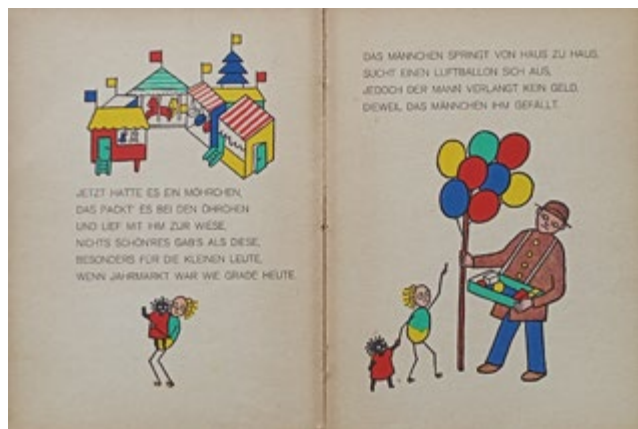 JETZT HATTE ES EIN MÖHRCHEN,
DAS PACKT' ES BEI DEN ÖHRCHEN
UND LIEF MIT IHM ZUR WIESE,
NICHTS SCHÖN'RES GAB'S ALS DIESE,
BESONDERS FÜR DIE KLEINEN LEUTE,
WENN JAHRMARKT WAR WIE GRADE HEUTE.
DAS MÄNNCHEN SPRINGT VON HAUS ZU HAUS,
SUCHT EINEN LUFTBALLON SICH AUS,
JEDOCH DER MANN VERLANGT KEIN GELD,
DIEWEIL DAS MÄNNCHEN IHM GEFÄLLT.